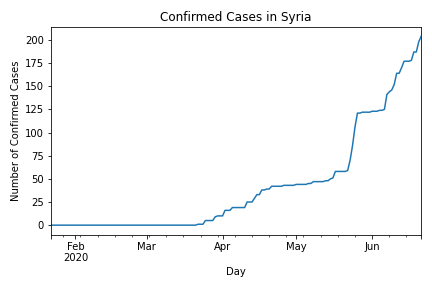 Confirmed Cases in Syria
Number of Confirmed Cases
200
175
150
125
100
75
50
25
0
Feb Mar Apr May Jun
2020
Day